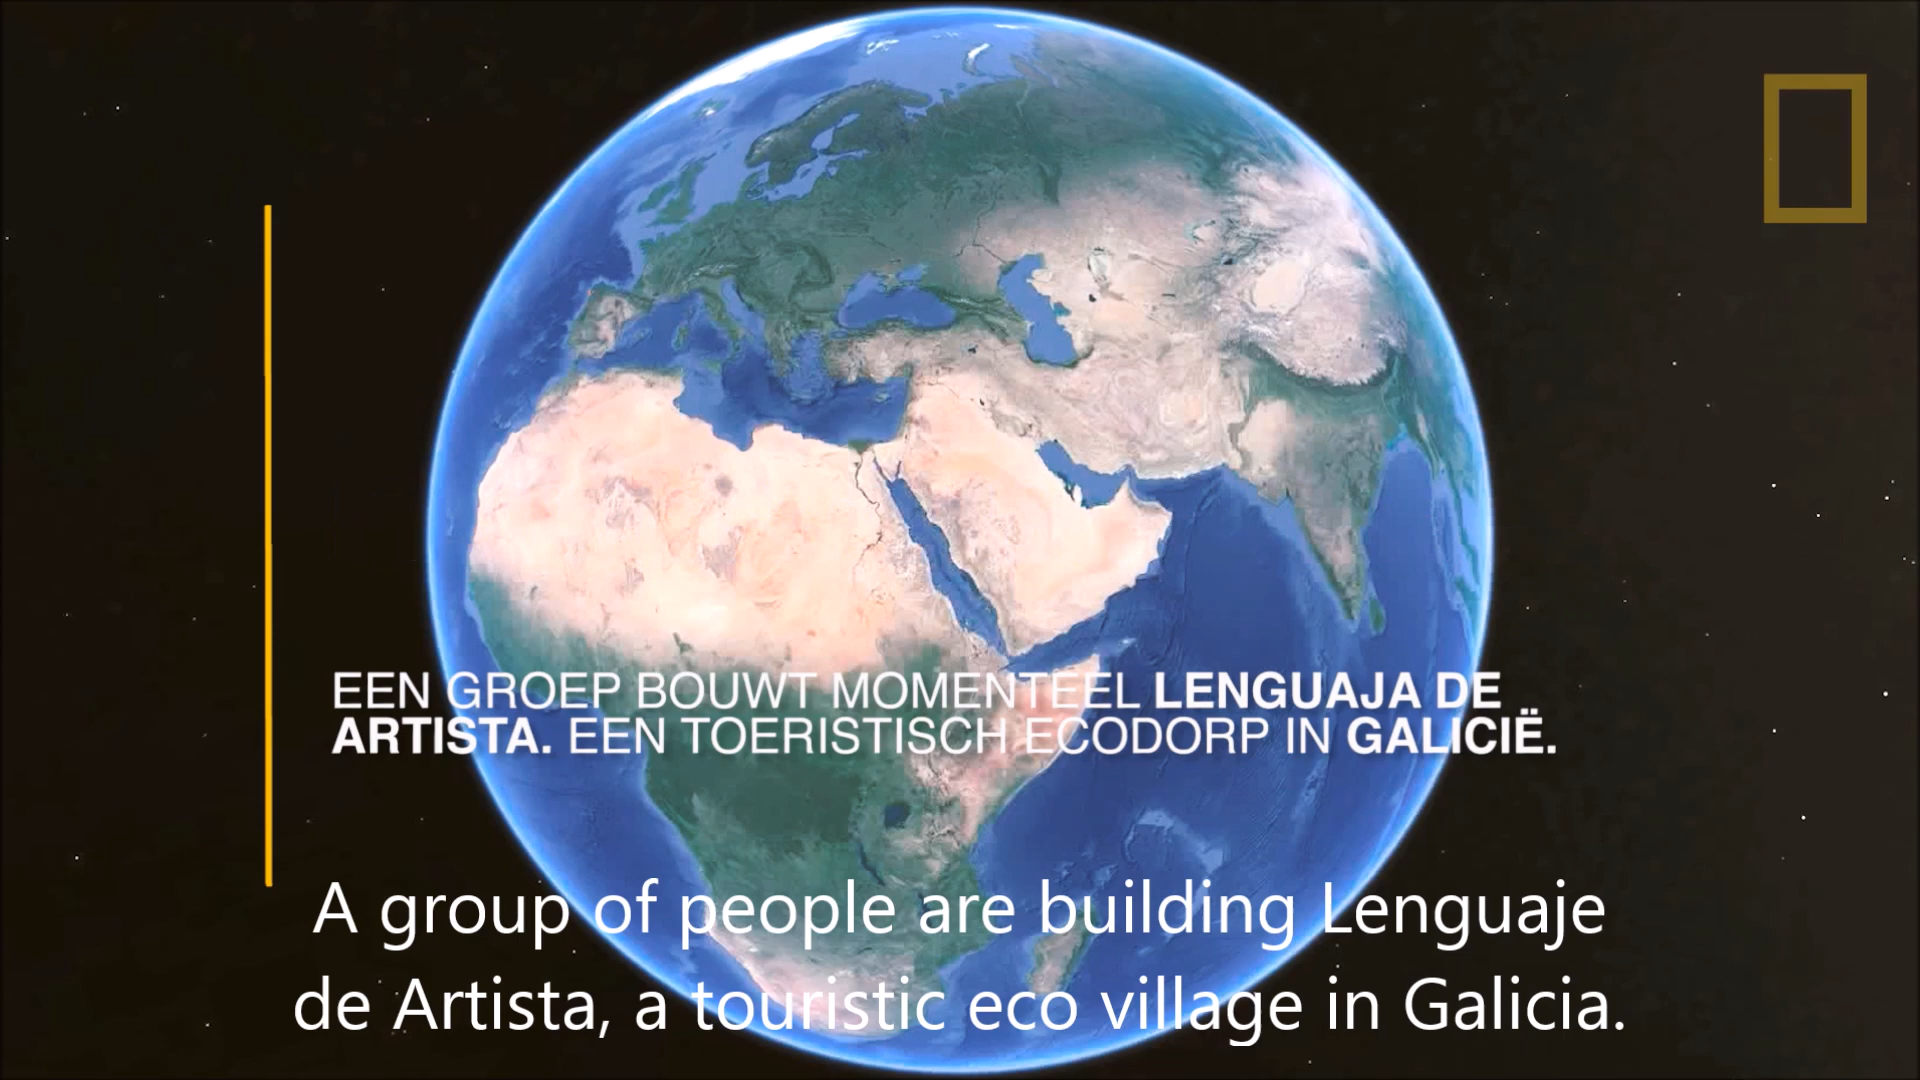 EEN GROEP BOUWT MOMENTEEL LENGUAJA DE
ARTISTA. EEN TOERISTISCH ECODORP IN GALICIË.
A group of people are building Lenguaje
de Artista, a touristic eco village in Galicia.